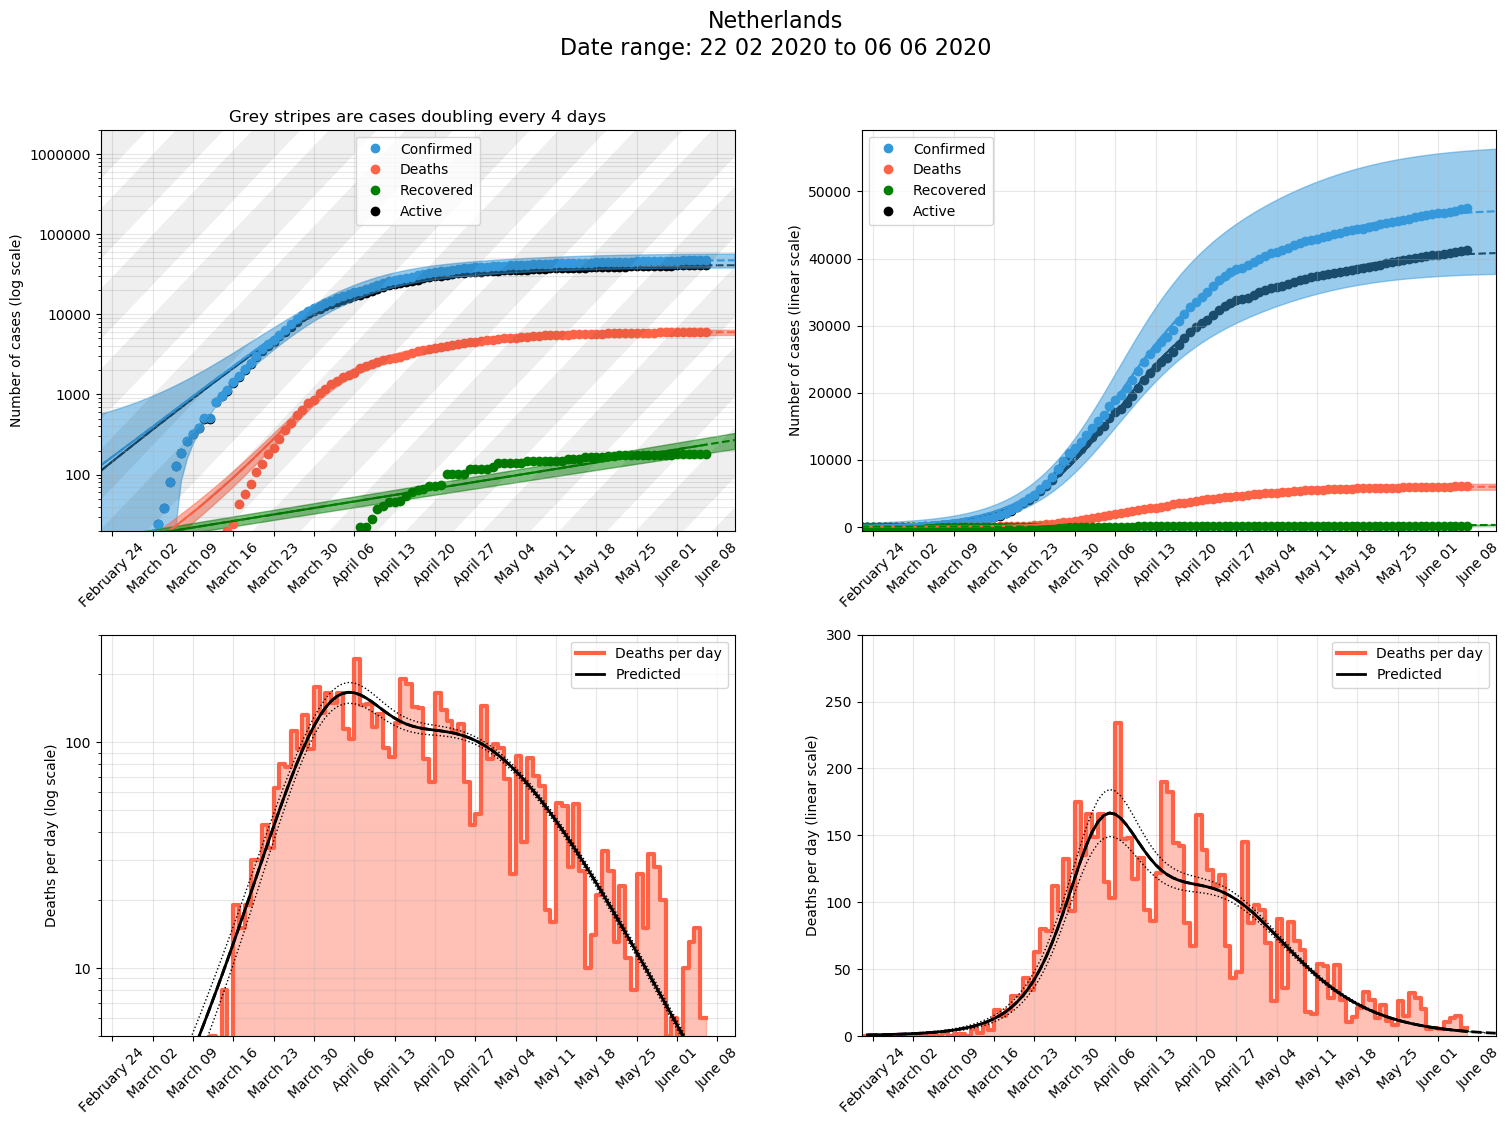 Netherlands
Date range: 22 02 2020 to 06 06 2020
Grey stripes are cases doubling every 4 days
Number of cases (log scale)
1000000
100000
10000
1000
100
Confirmed
Deaths
Recovered
Active
February 24
March 02
March 09
March 16
March 23
March 30
April 06
April 13
April 20
April 27
May 04
May 11
May 18
May 25
June 01
June 08
Number of cases (linear scale)
50000
40000
30000
20000
10000
0
Confirmed
Deaths
Recovered
Active
February 24
March 02
March 09
March 16
March 23
March 30
April 06
April 13
April 20
April 27
May 04
May 11
May 18
May 25
June 01
June 08
Deaths per day (log scale)
100
10
Deaths per day
Predicted
February 24
March 02
March 09
March 16
March 23
March 30
April 06
April 13
April 20
April 27
May 04
May 11
May 18
May 25
June 01
June 08
Deaths per day (linear scale)
300
250
200
150
100
50
0
Deaths per day
Predicted
February 24
March 02
March 09
March 16
March 23
March 30
April 06
April 13
April 20
April 27
May 04
May 11
May 18
May 25
June 01
June 08